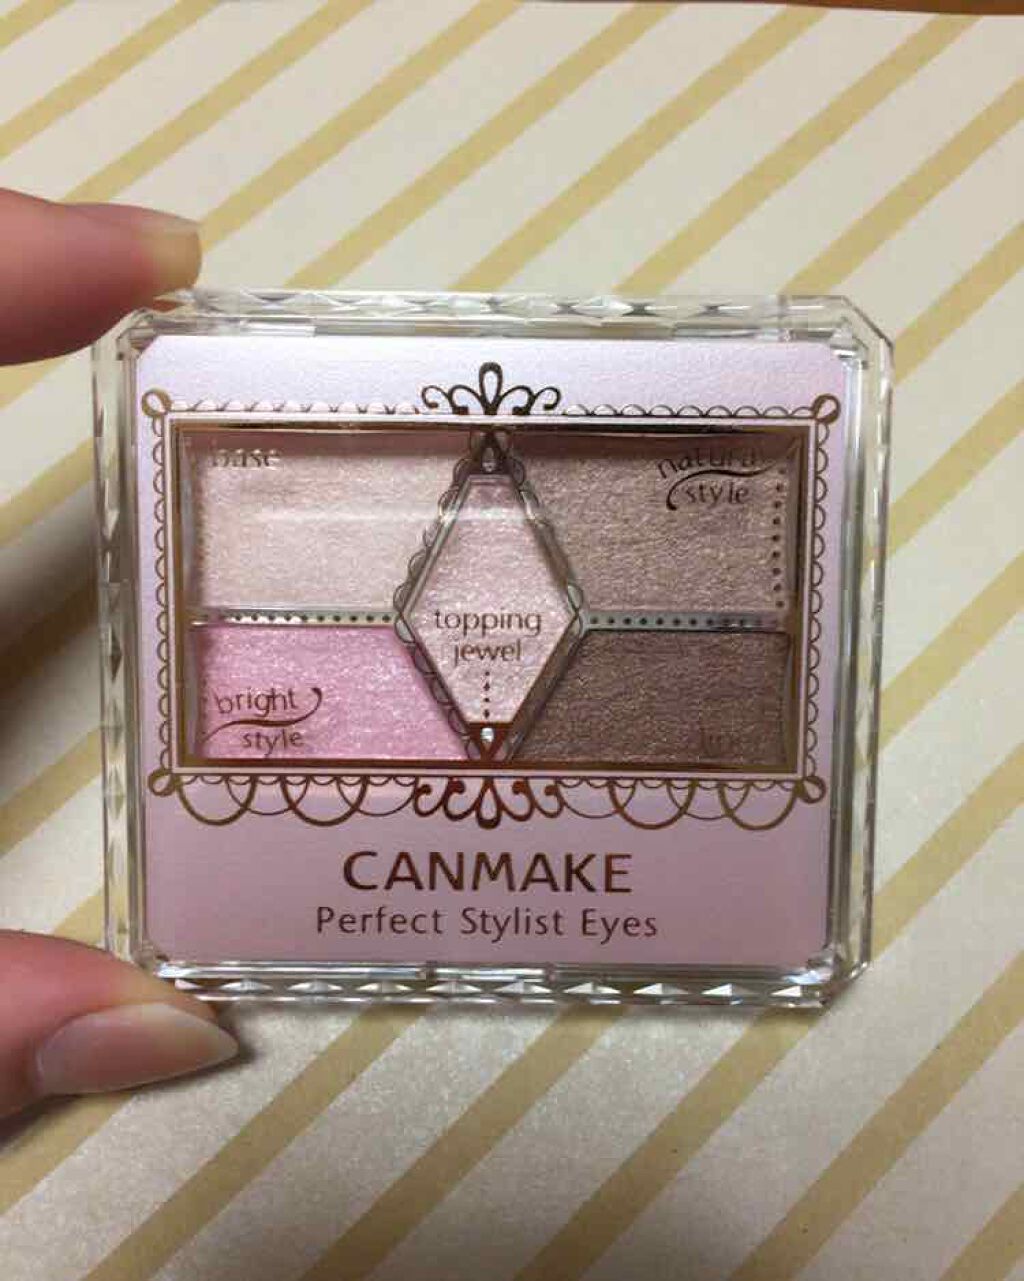 base
natural
style
topping
jewel
bright
style
CANMAKE
Perfect Stylist Eyes